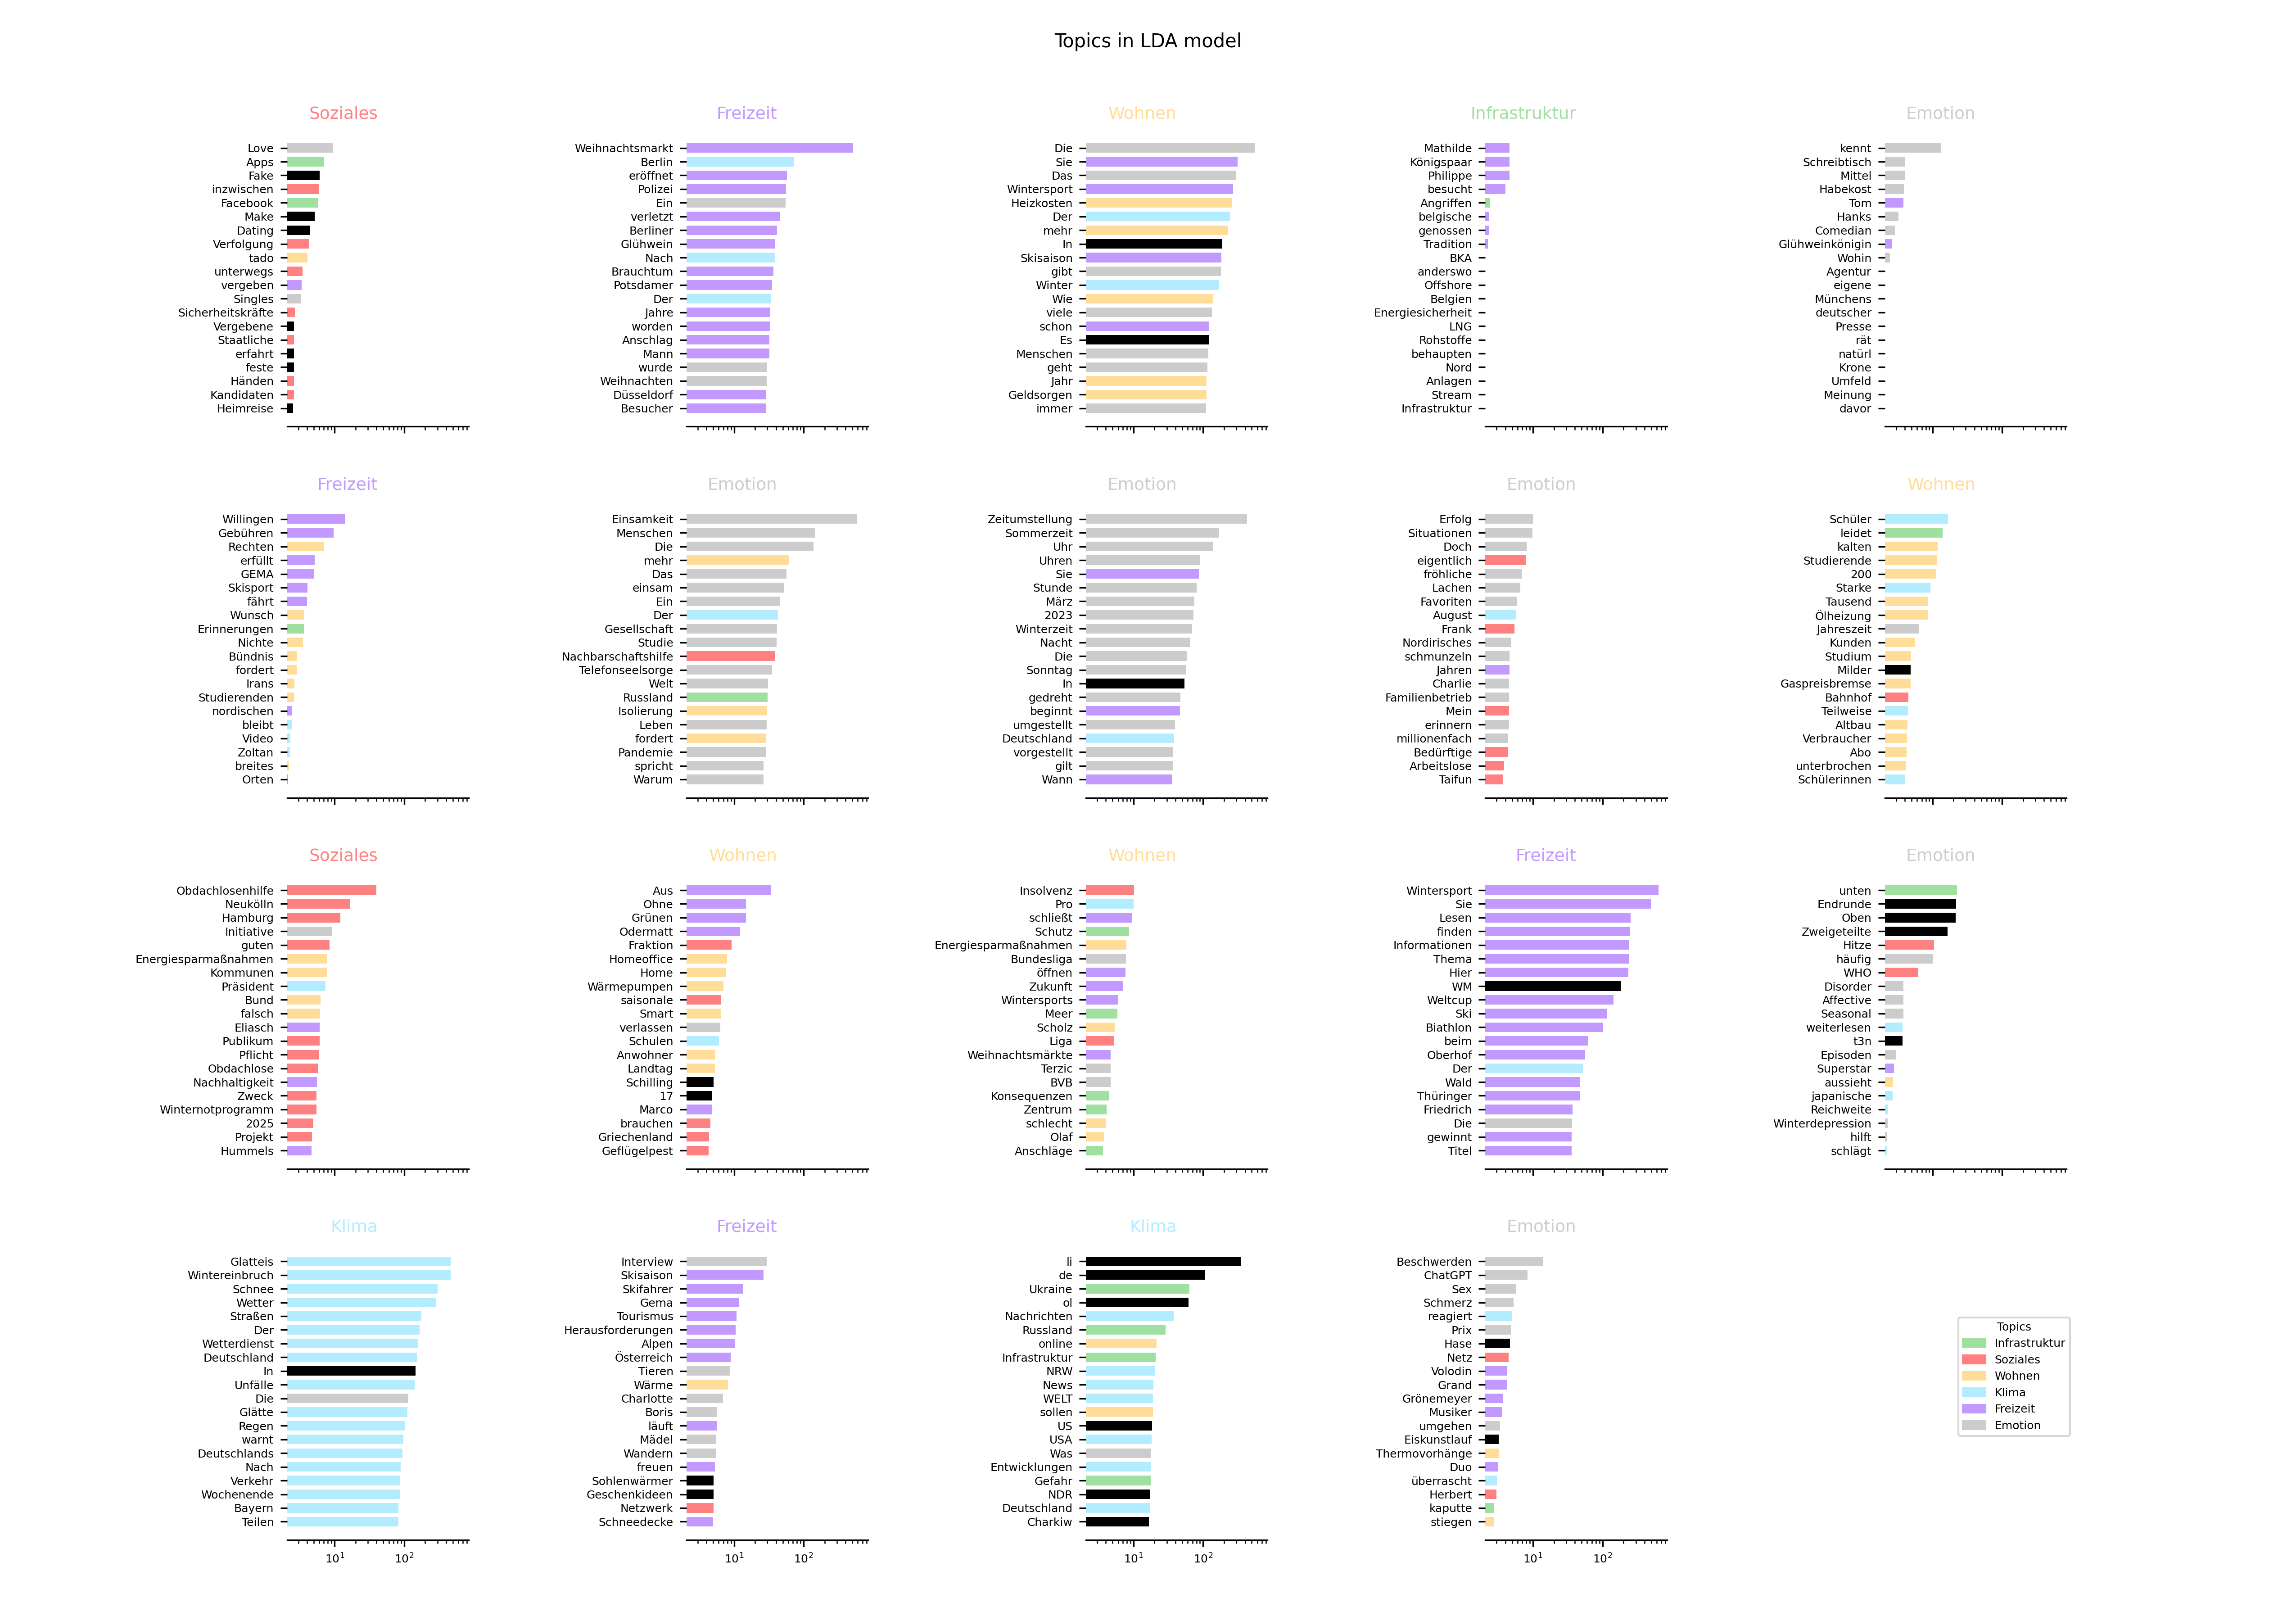 Topics in LDA model
Soziales
Love
Apps
Fake
inzwischen
Facebook
Make
Dating
Verfolgung
tado
unterwegs
vergeben
Singles
Sicherheitskräfte
Vergebene
Staatliche
erfahrt
feste
Händen
Kandidaten
Heimreise
Freizeit
Weihnachtsmarkt
Berlin
eröffnet
Polizei
Ein
verletzt
Berliner
Glühwein
Nach
Brauchtum
Potsdamer
Der
Jahre
worden
Anschlag
Mann
wurde
Weihnachten
Düsseldorf
Besucher
Wohnen
Die
Sie
Das
Wintersport
Heizkosten
Der
mehr
In
Skisaison
gibt
Winter
Wie
viele
schon
Es
Menschen
geht
Jahr
Geldsorgen
immer
Infrastruktur
Mathilde
Königspaar
Philippe
besucht
Angriffen
belgische
genossen
Tradition
BKA
anderswo
Offshore
Belgien
Energiesicherheit
LNG
Rohstoffe
behaupten
Nord
Anlagen
Stream
Infrastruktur
Emotion
kennt
Schreibtisch
Mittel
Habekost
Tom
Hanks
Comedian
Glühweinkönigin
Wohin
Agentur
eigene
Münchens
deutscher
Presse
rät
natürl
Krone
Umfeld
Meinung
davor
Freizeit
Willingen
Gebühren
Rechten
erfüllt
GEMA
Skisport
fährt
Wunsch
Erinnerungen
Nichte
Bündnis
fordert
Irans
Studierenden
nordischen
bleibt
Video
Zoltan
breites
Orten
Emotion
Einsamkeit
Menschen
Die
mehr
Das
einsam
Ein
Der
Gesellschaft
Studie
Nachbarschaftshilfe
Telefonseelsorge
Welt
Russland
Isolierung
Leben
fordert
Pandemie
spricht
Warum
Emotion
Zeitumstellung
Sommerzeit
Uhr
Uhren
Sie
Stunde
März
2023
Winterzeit
Nacht
Die
Sonntag
In
gedreht
beginnt
umgestellt
Deutschland
vorgestellt
gilt
Wann
Emotion
Erfolg
Situationen
Doch
eigentlich
fröhliche
Lachen
Favoriten
August
Frank
Nordirisches
schmunzeln
Jahren
Charlie
Familienbetrieb
Mein
erinnern
millionenfach
Bedürftige
Arbeitslose
Taifun
Wohnen
Schüler
leidet
kalten
Studierende
200
Starke
Tausend
Ölheizung
Jahreszeit
Kunden
Studium
Milder
Gaspreisbremse
Bahnhof
Teilweise
Altbau
Verbraucher
Abo
unterbrochen
Schülerinnen
Soziales
Obdachlosenhilfe
Neukölln
Hamburg
Initiative
guten
Energiesparmaßnahmen
Kommunen
Präsident
Bund
falsch
Eliasch
Publikum
Pflicht
Obdachlose
Nachhaltigkeit
Zweck
Winternotprogramm
2025
Projekt
Hummels
Wohnen
Aus
Ohne
Grünen
Odermatt
Fraktion
Homeoffice
Home
Wärmepumpen
saisonale
Smart
verlassen
Schulen
Anwohner
Landtag
Schilling
17
Marco
brauchen
Griechenland
Geflügelpest
Wohnen
Insolvenz
Pro
schließt
Schutz
Energiesparmaßnahmen
Bundesliga
öffnen
Zukunft
Wintersports
Meer
Scholz
Liga
Weihnachtsmärkte
Terzic
BVB
Konsequenzen
Zentrum
schlecht
Olaf
Anschläge
Freizeit
Wintersport
Sie
Lesen
finden
Informationen
Thema
Hier
WM
Weltcup
Ski
Biathlon
beim
Oberhof
Der
Wald
Thüringer
Friedrich
Die
gewinnt
Titel
Emotion
unten
Endrunde
Oben
Zweigeteilte
Hitze
häufig
WHO
Disorder
Affective
Seasonal
weiterlesen
t3n
Episoden
Superstar
aussieht
japanische
Reichweite
Winterdepression
hilft
schlägt
Klima
Glatteis
Wintereinbruch
Schnee
Wetter
Straßen
Der
Wetterdienst
Deutschland
In
Unfälle
Die
Glätte
Regen
warnt
Deutschlands
Nach
Verkehr
Wochenende
Bayern
Teilen
10¹ 10²
Freizeit
Interview
Skisaison
Skifahrer
Gema
Tourismus
Herausforderungen
Alpen
Österreich
Tieren
Wärme
Charlotte
Boris
läuft
Mädel
Wandern
freuen
Sohlenwärmer
Geschenkideen
Netzwerk
Schneedecke
10¹ 10²
Klima
li
de
Ukraine
ol
Nachrichten
Russland
online
Infrastruktur
NRW
News
WELT
sollen
US
USA
Was
Entwicklungen
Gefahr
NDR
Deutschland
Charkiw
10¹ 10²
Emotion
Beschwerden
ChatGPT
Sex
Schmerz
reagiert
Prix
Hase
Netz
Volodin
Grand
Grönemeyer
Musiker
umgehen
Eiskunstlauf
Thermovorhänge
Duo
überrascht
Herbert
kaputte
stiegen
10¹ 10²
Topics
Infrastruktur
Soziales
Wohnen
Klima
Freizeit
Emotion